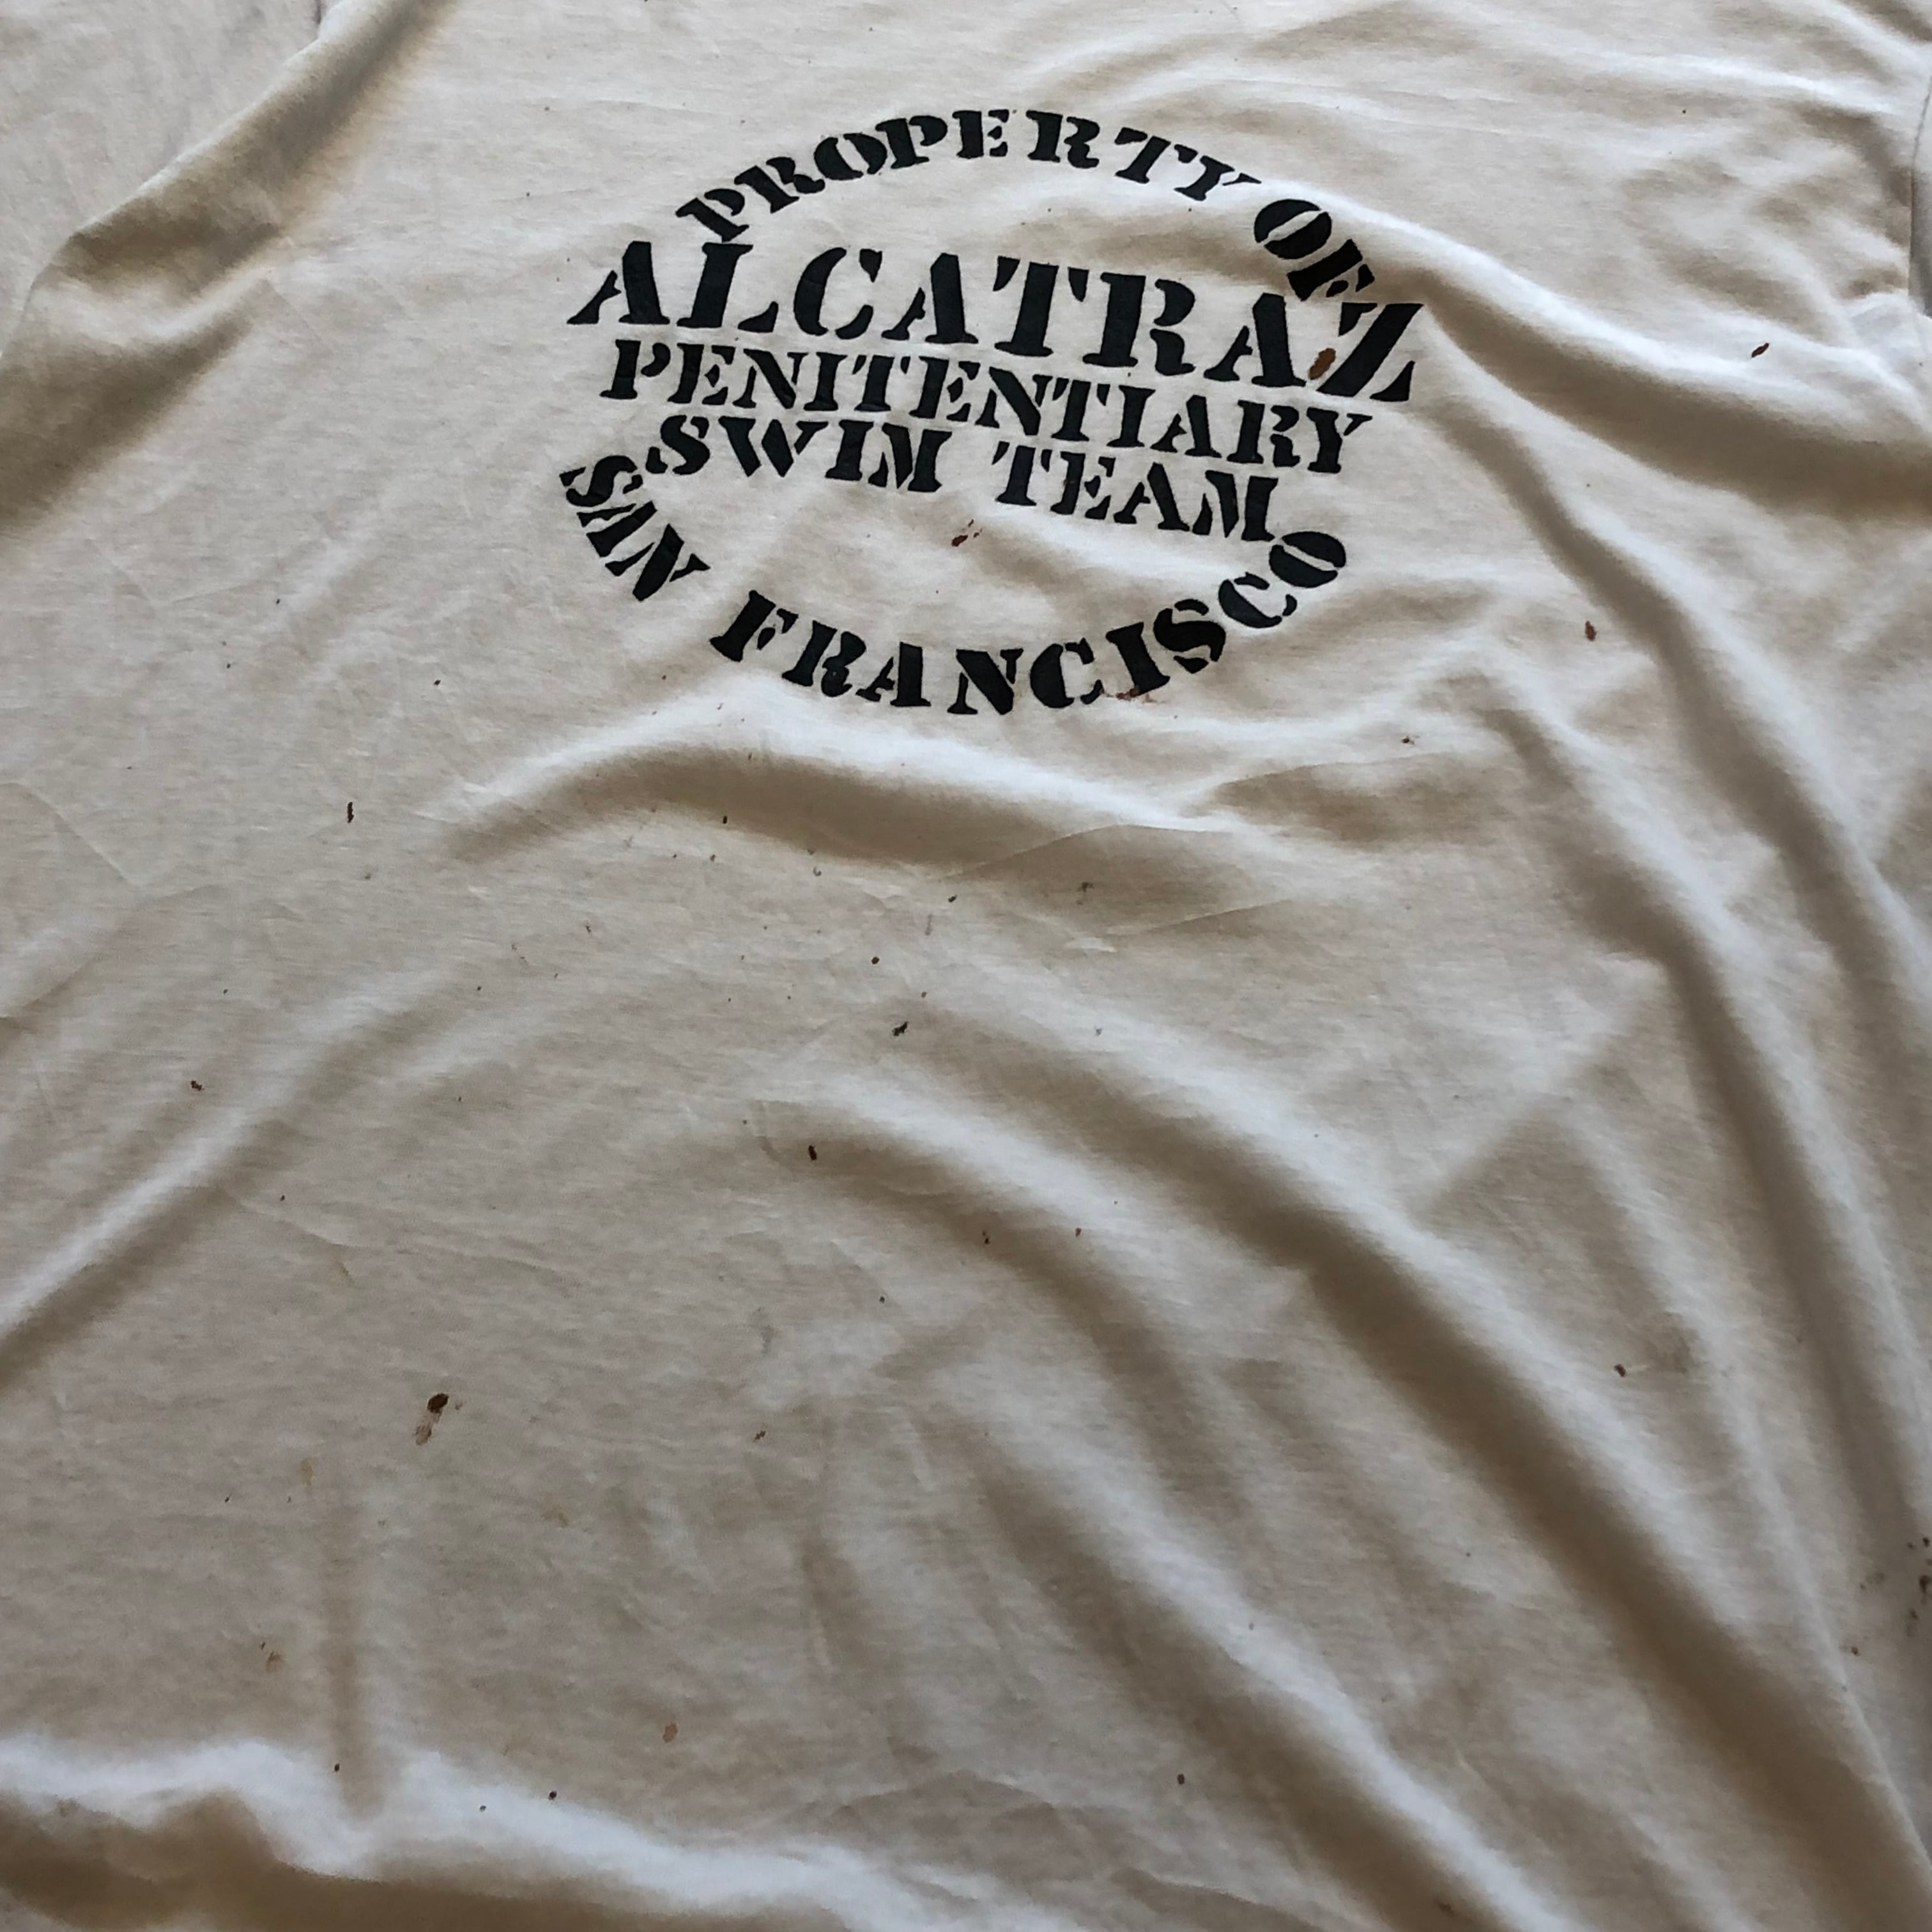 PROPERTY OF
ALCATRAZ
PENITENTIARY
SWIM TEAM
SAN FRANCISCO